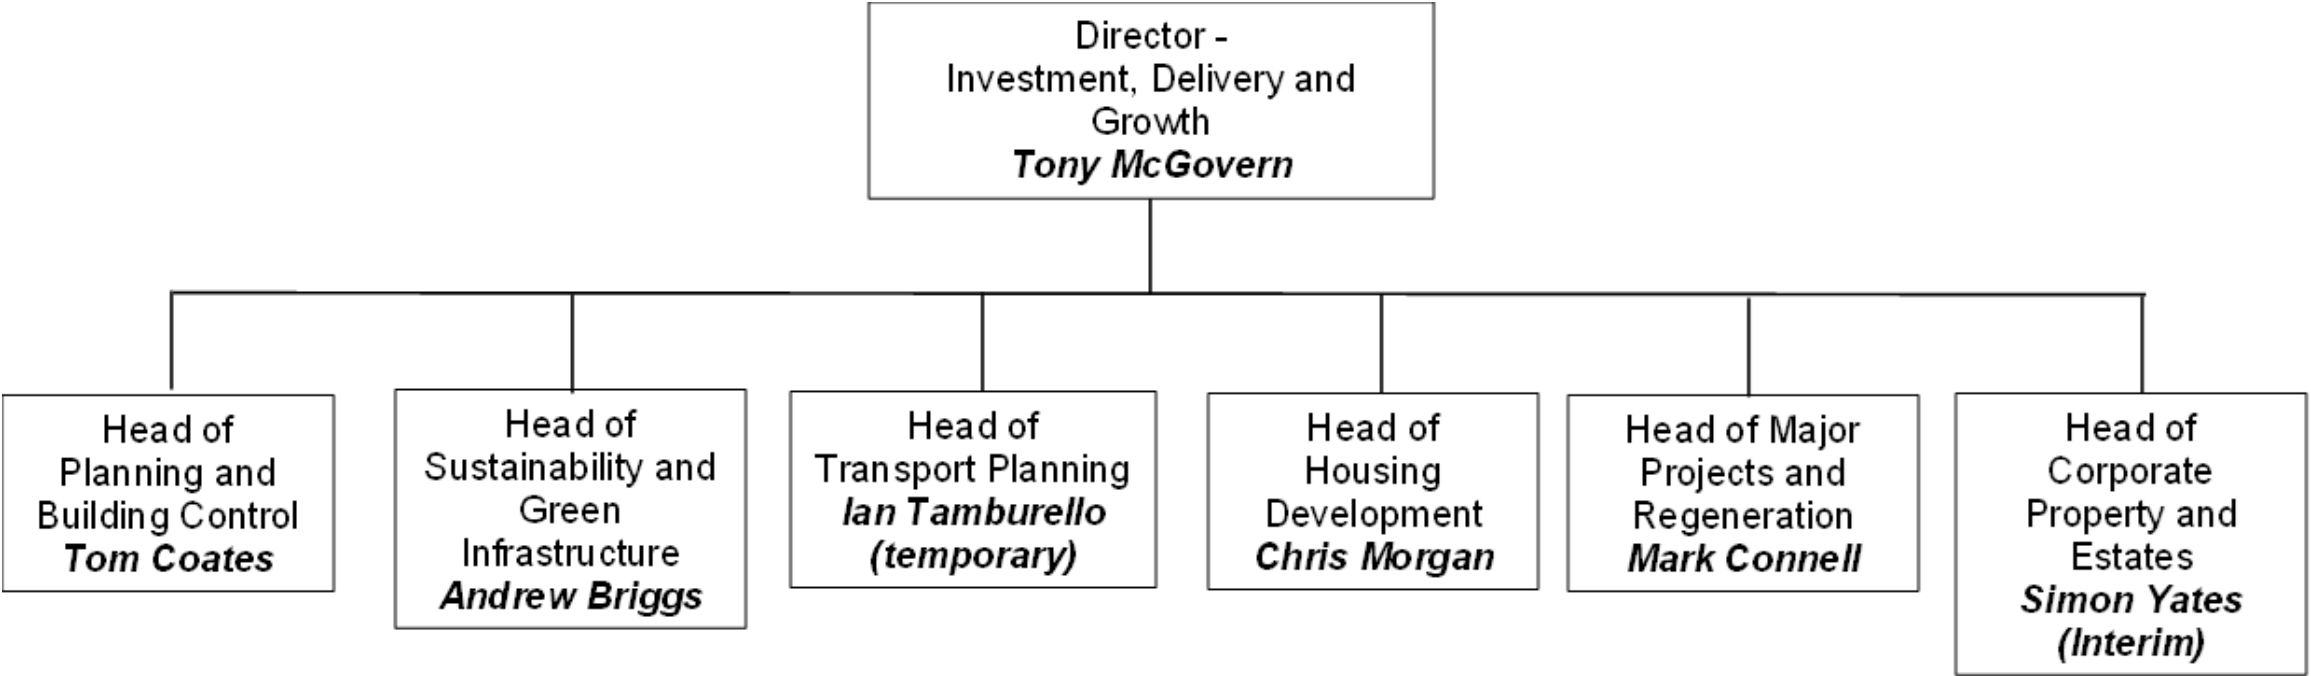 Director -
Investment, Delivery and
Growth
Tony McGovern
Head of
Planning and
Building Control
Tom Coates
Head of
Sustainability and
Green
Infrastructure
Andrew Briggs
Head of
Transport Planning
Ian Tamburello
(temporary)
Head of
Housing
Development
Chris Morgan
Head of Major
Projects and
Regeneration
Mark Connell
Head of
Corporate
Property and
Estates
Simon Yates
(Interim)